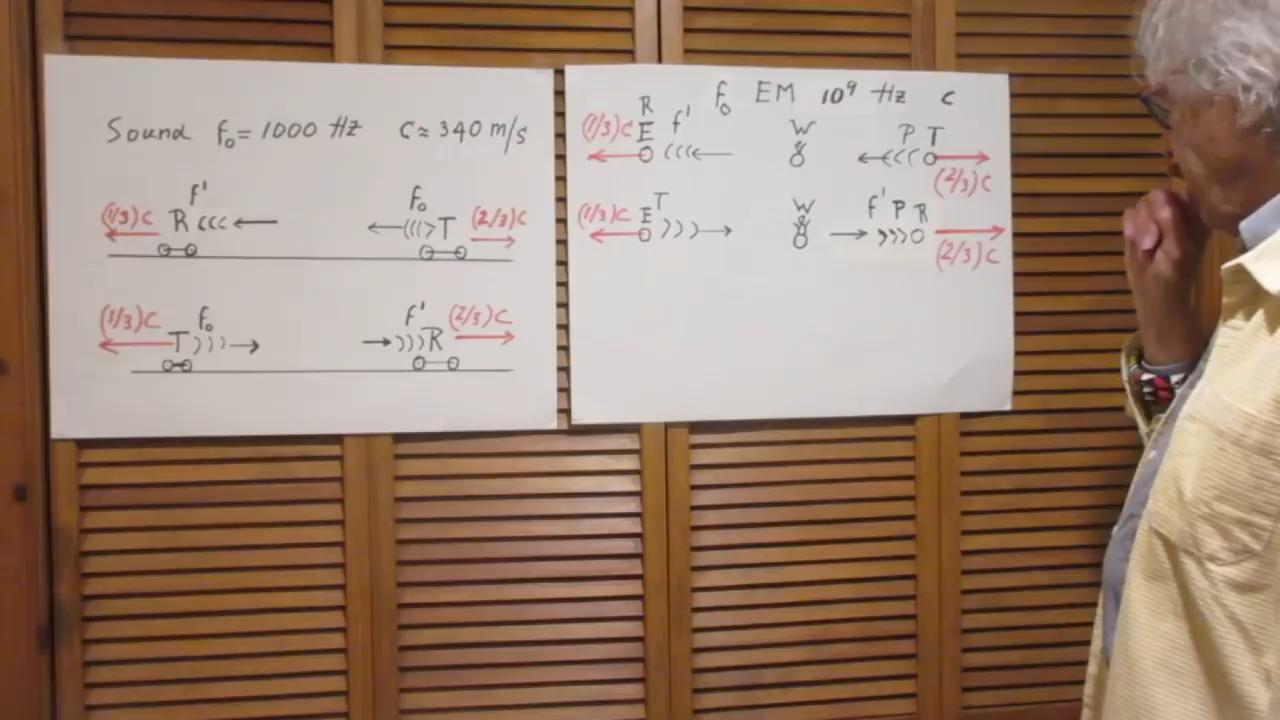 Sound f₀ = 1000 Hz C ≈ 340 m/s
f' f₀
(1/3)C R T (2/3)C
f₀ f'
(1/3)C T R (2/3)C
f₀ EM 10⁹ Hz C
R
(1/3)C E f' W P T
(2/3)C
T
(1/3)C E W f' P R
(2/3)C